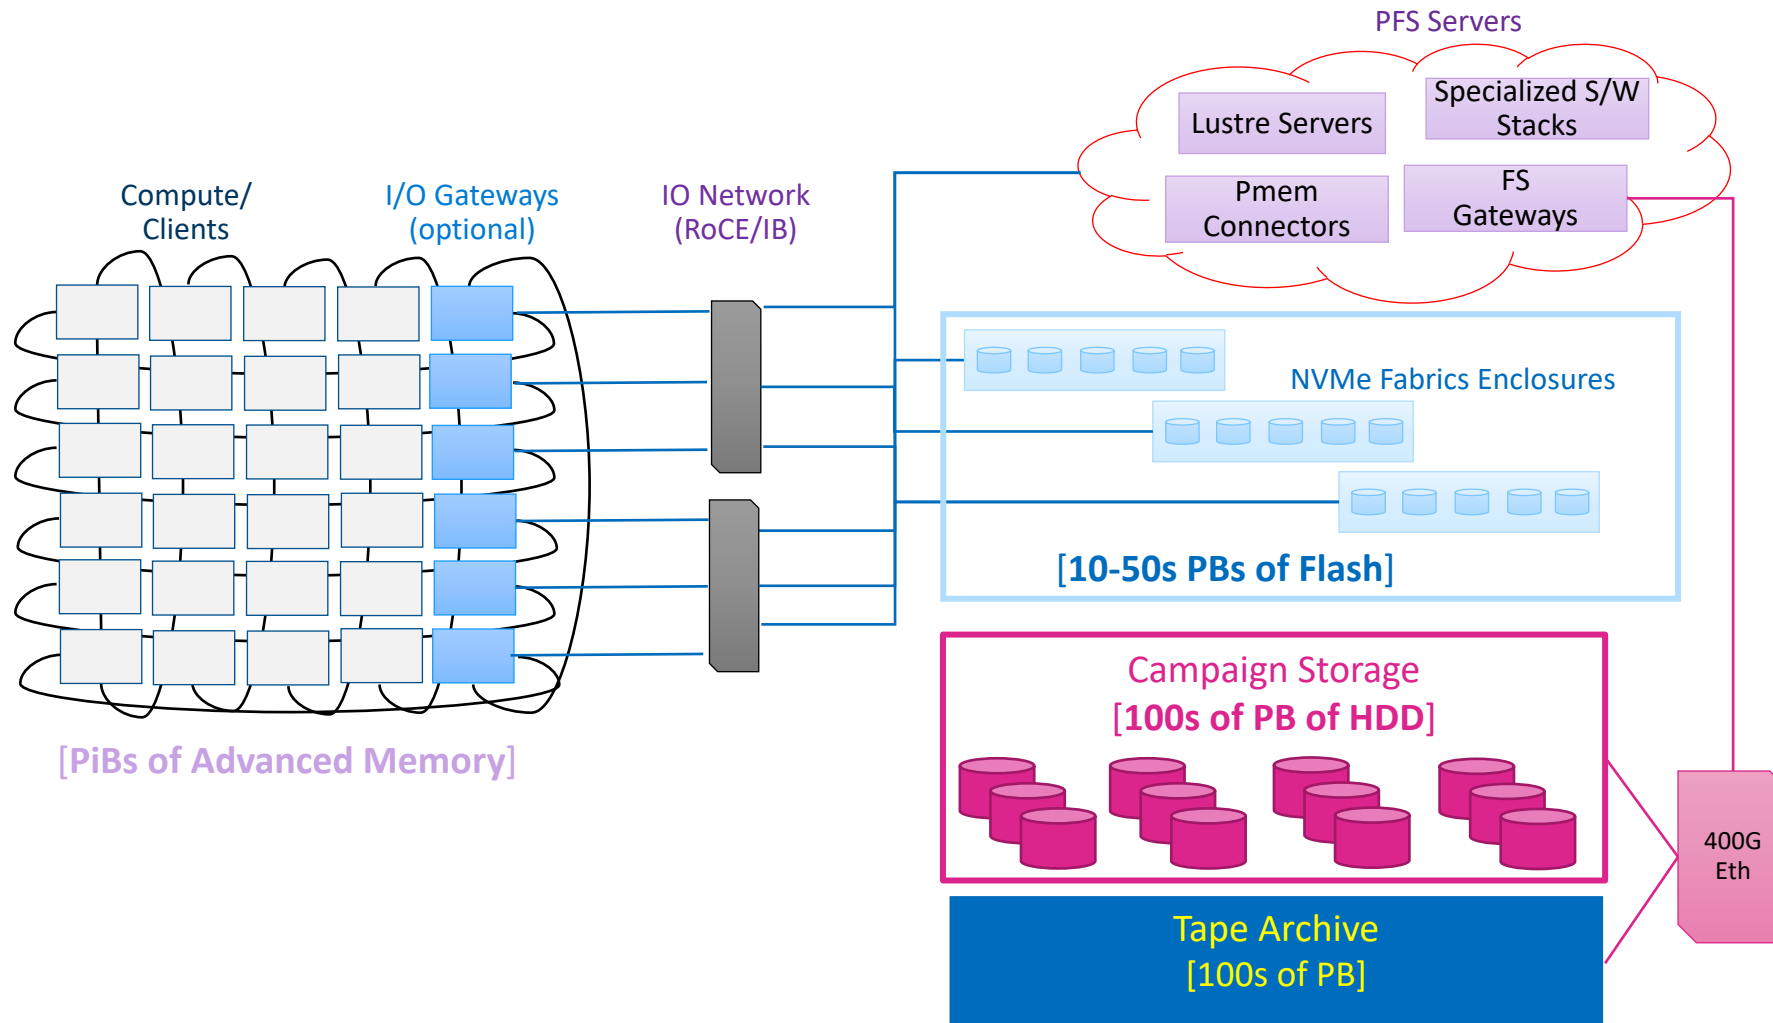 PFS Servers
Lustre Servers
Specialized S/W
Stacks
Pmem
Connectors
FS
Gateways
Compute/
Clients
I/O Gateways
(optional)
IO Network
(RoCE/IB)
NVMe Fabrics Enclosures
[10-50s PBs of Flash]
Campaign Storage
[100s of PB of HDD]
[PiBs of Advanced Memory]
400G
Eth
Tape Archive
[100s of PB]